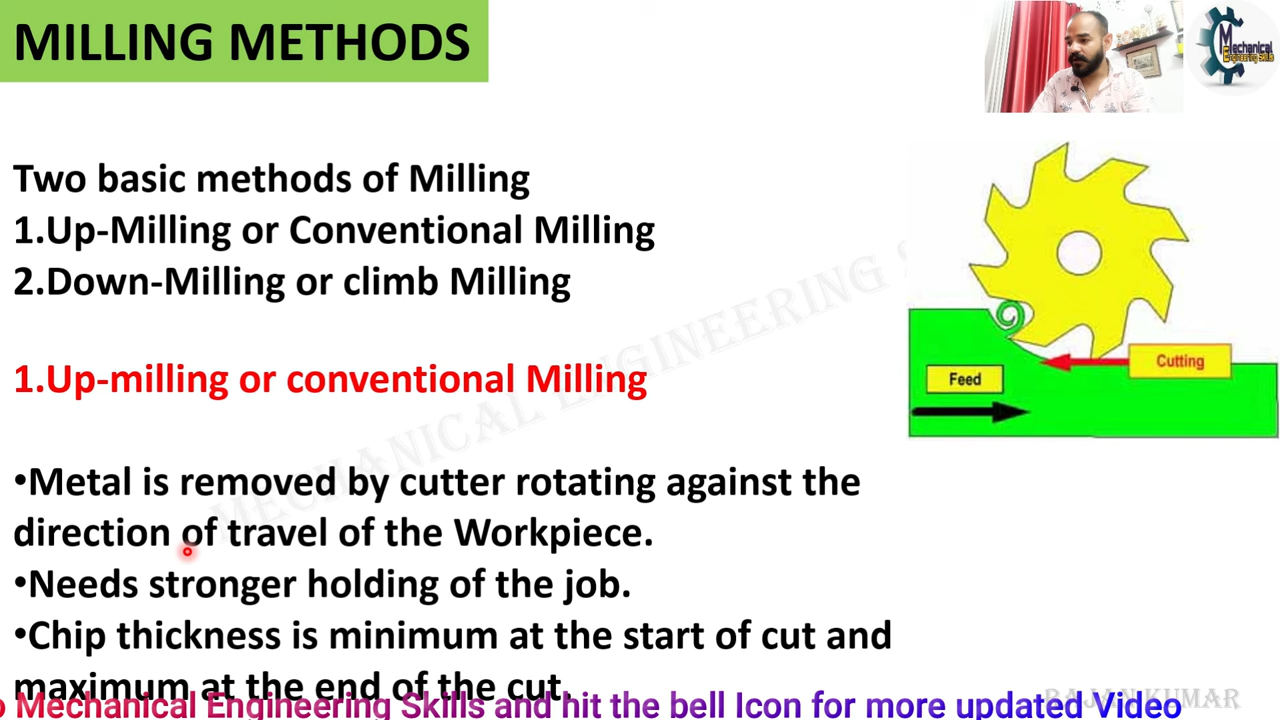 MILLING METHODS
Mechanical
Engineering Skills
Two basic methods of Milling
1.Up-Milling or Conventional Milling
2.Down-Milling or climb Milling
1.Up-milling or conventional Milling
Cutting
Feed
•Metal is removed by cutter rotating against the
direction of travel of the Workpiece.
•Needs stronger holding of the job.
•Chip thickness is minimum at the start of cut and
maximum at the end of the cut.
MECHANICAL ENGINEERING S
RAJAN KUMAR
o Mechanical Engineering Skills and hit the bell Icon for more updated Video